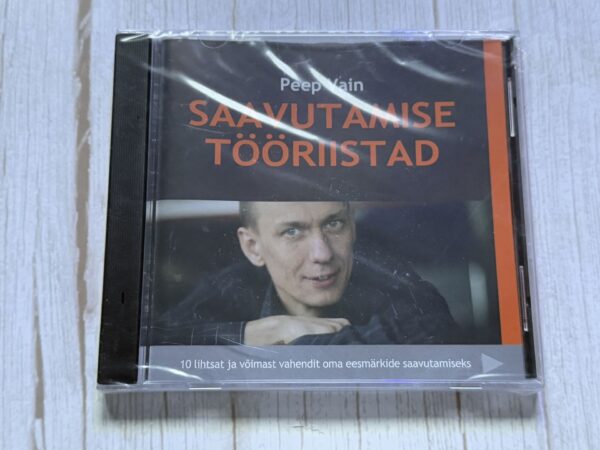 Peep Vain
SAAVUTAMISE
TÖÖRIISTAD
10 lihtsat ja võimast vahendit oma eesmärkide saavutamiseks